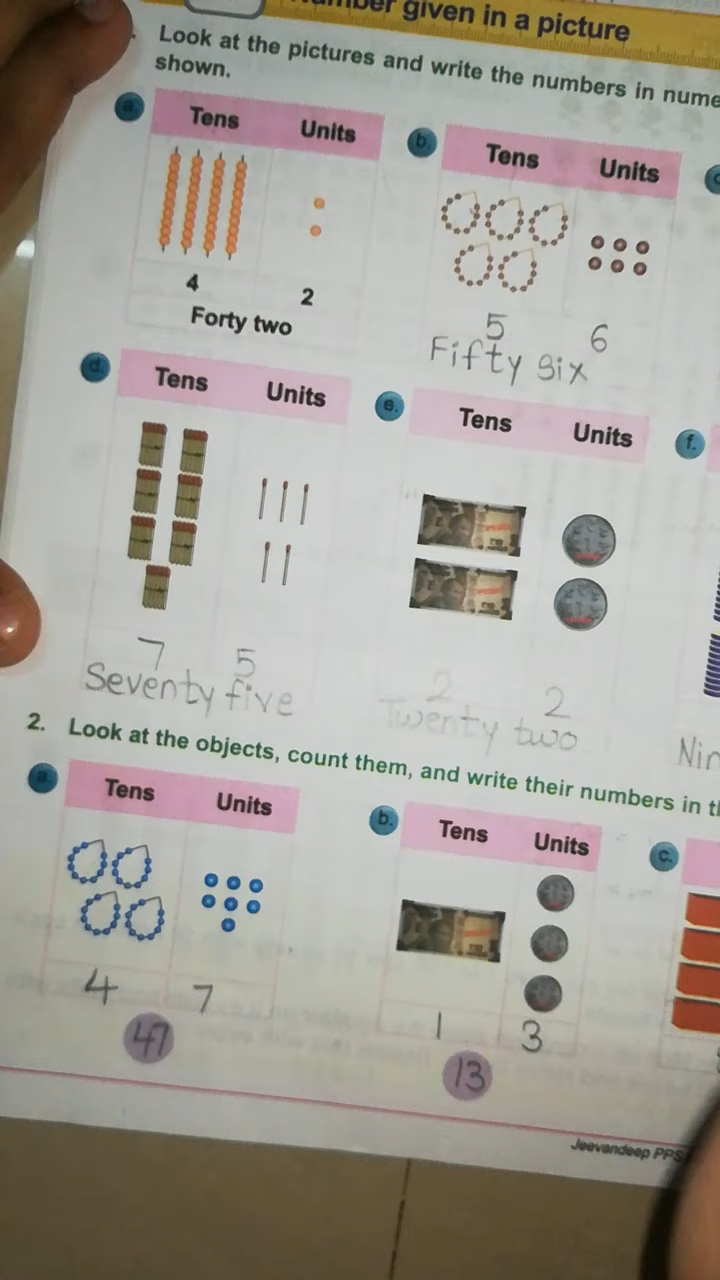 given in a picture
Look at the pictures and write the numbers in
shown.
a. Tens Units
4 2
Forty two
b. Tens Units
5 6
Fifty six
d. Tens Units
7 5
Seventy five
e. Tens Units
2 2
Twenty two
f.
2. Look at the objects, count them, and write their numbers in
a. Tens Units
4 7
47
b. Tens Units
1 3
13
c.
Jeevandeep PPS